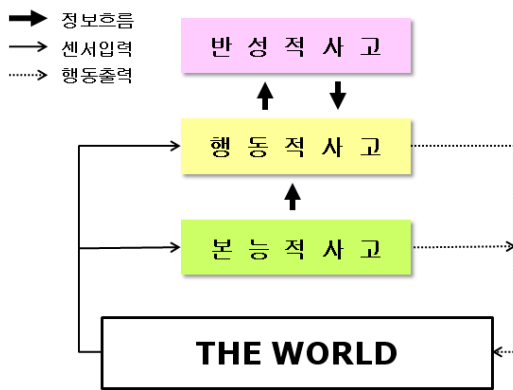 정보흐름
센서입력
행동출력
반 성 적 사 고
행 동 적 사 고
본 능 적 사 고
THE WORLD